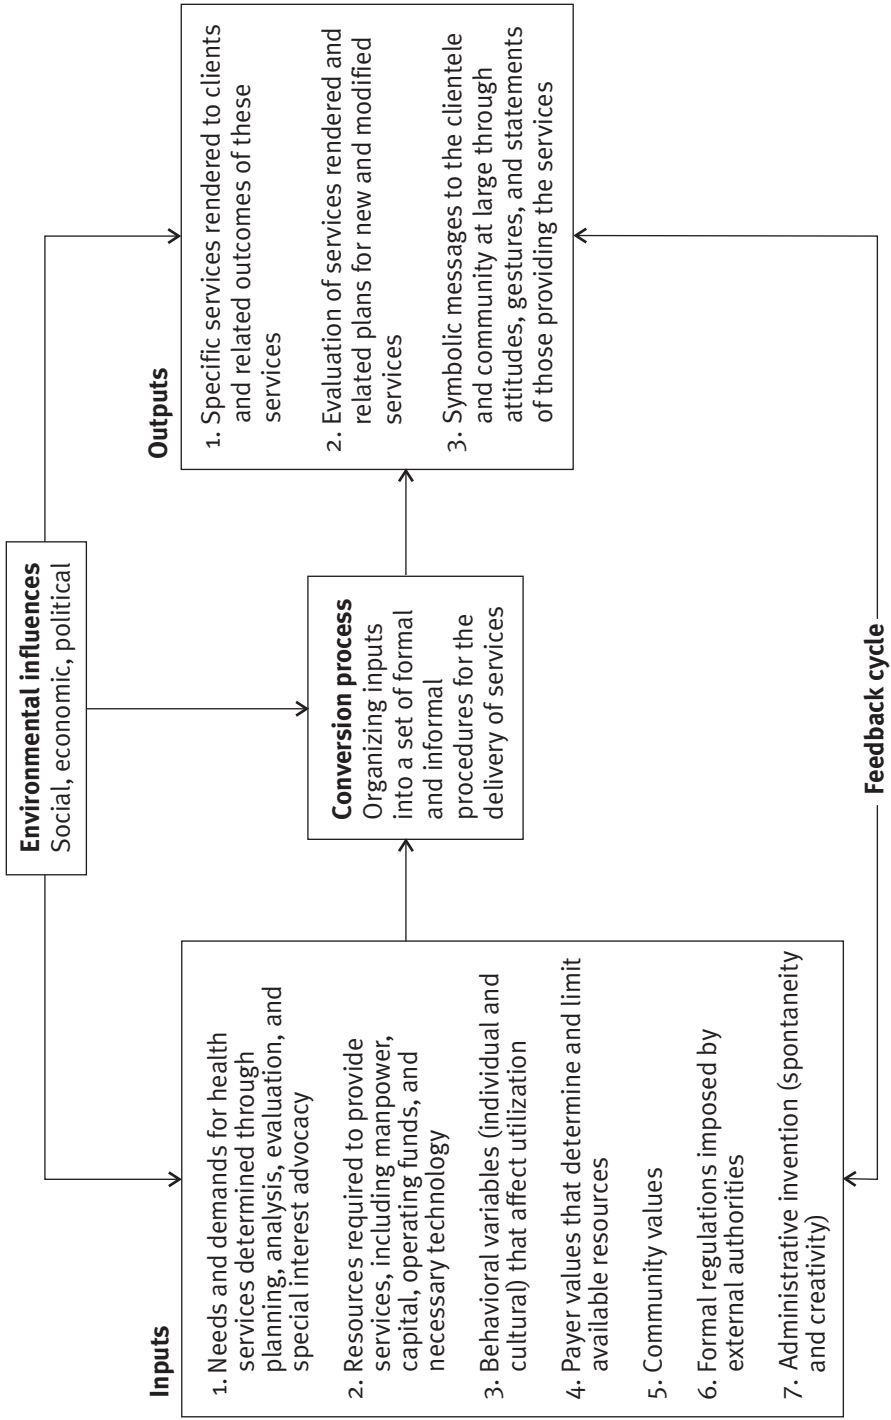 Environmental influences
Social, economic, political
Inputs
1. Needs and demands for health
services determined through
planning, analysis, evaluation, and
special interest advocacy
2. Resources required to provide
services, including manpower,
capital, operating funds, and
necessary technology
3. Behavioral variables (individual and
cultural) that affect utilization
4. Payer values that determine and limit
available resources
5. Community values
6. Formal regulations imposed by
external authorities
7. Administrative invention (spontaneity
and creativity)
Conversion process
Organizing inputs
into a set of formal
and informal
procedures for the
delivery of services
Outputs
1. Specific services rendered to clients
and related outcomes of these
services
2. Evaluation of services rendered and
related plans for new and modified
services
3. Symbolic messages to the clientele
and community at large through
attitudes, gestures, and statements
of those providing the services
Feedback cycle